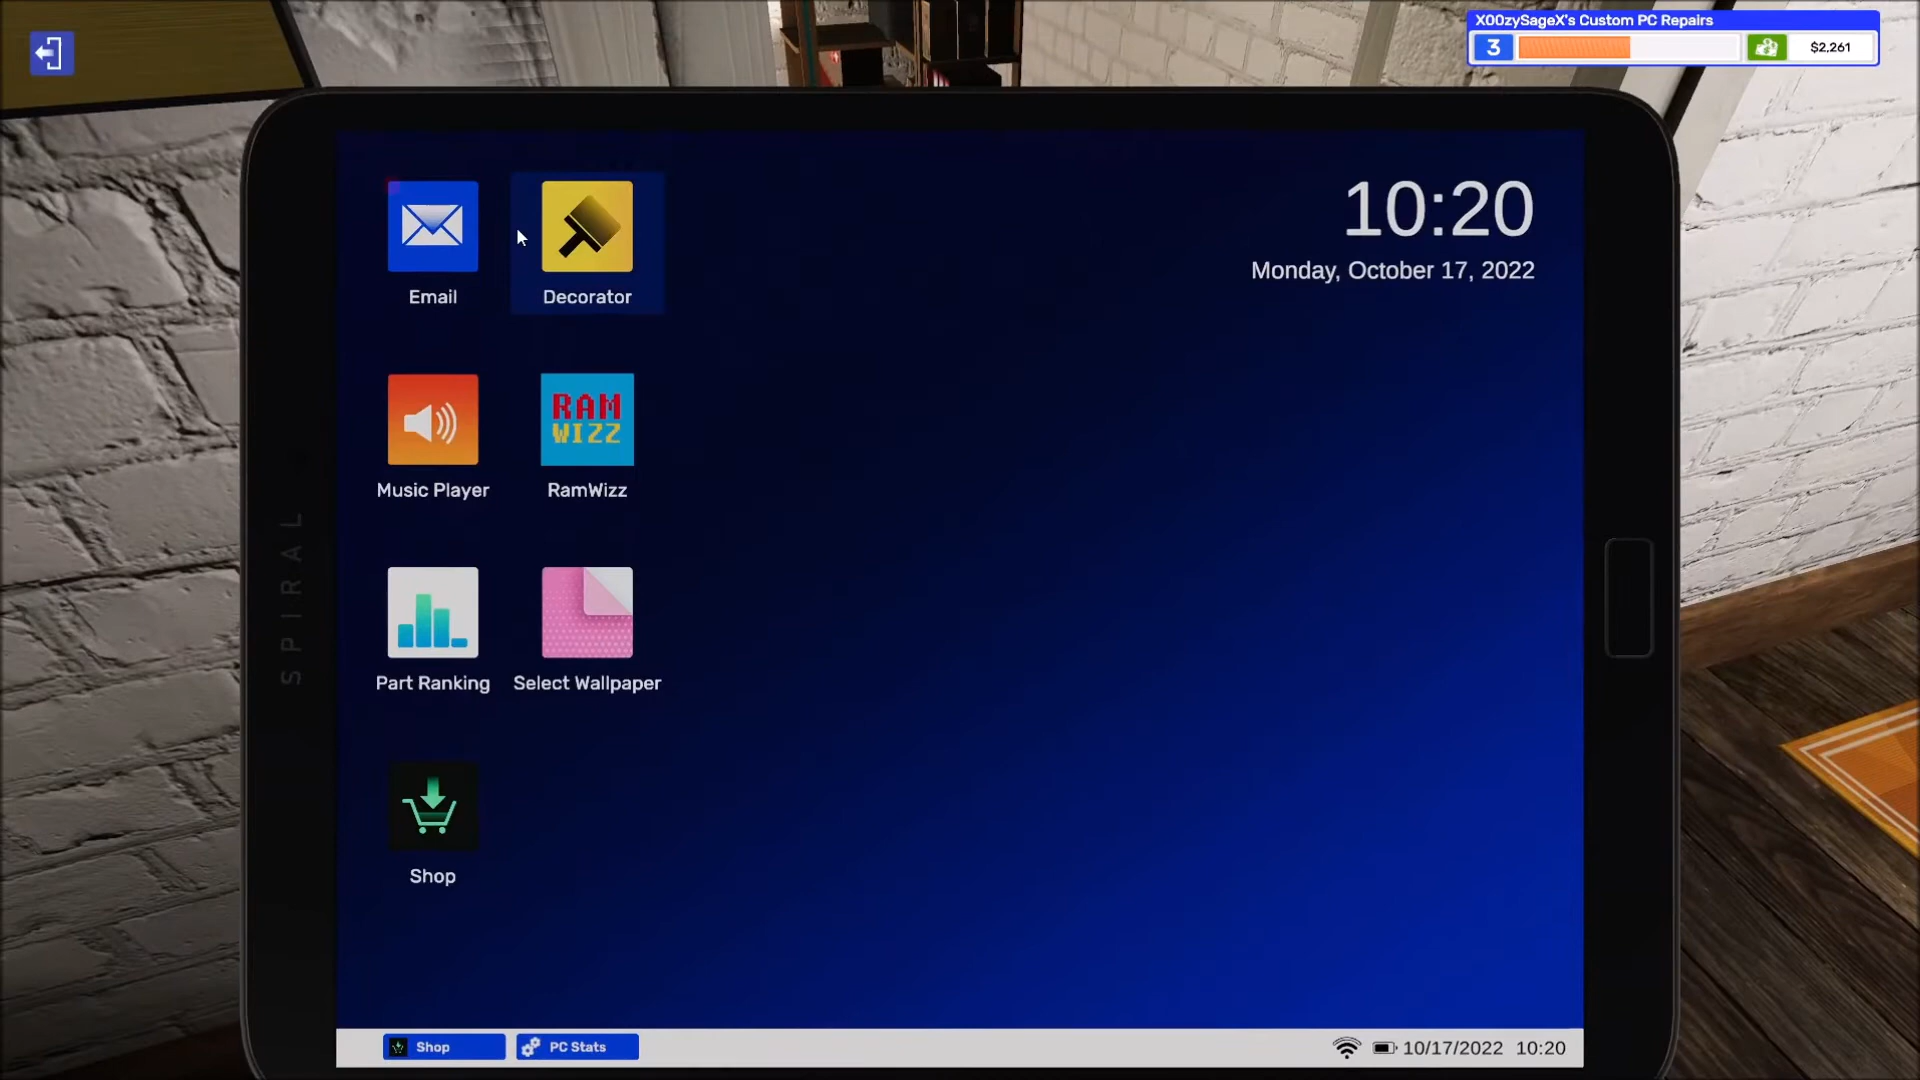 X00zySageX's Custom PC Repairs
3
$2,261
10:20
Monday, October 17, 2022
Email
Decorator
RAM
WIZZ
Music Player
RamWizz
Part Ranking
Select Wallpaper
Shop
SPIRAL
Shop
PC Stats
10/17/2022 10:20